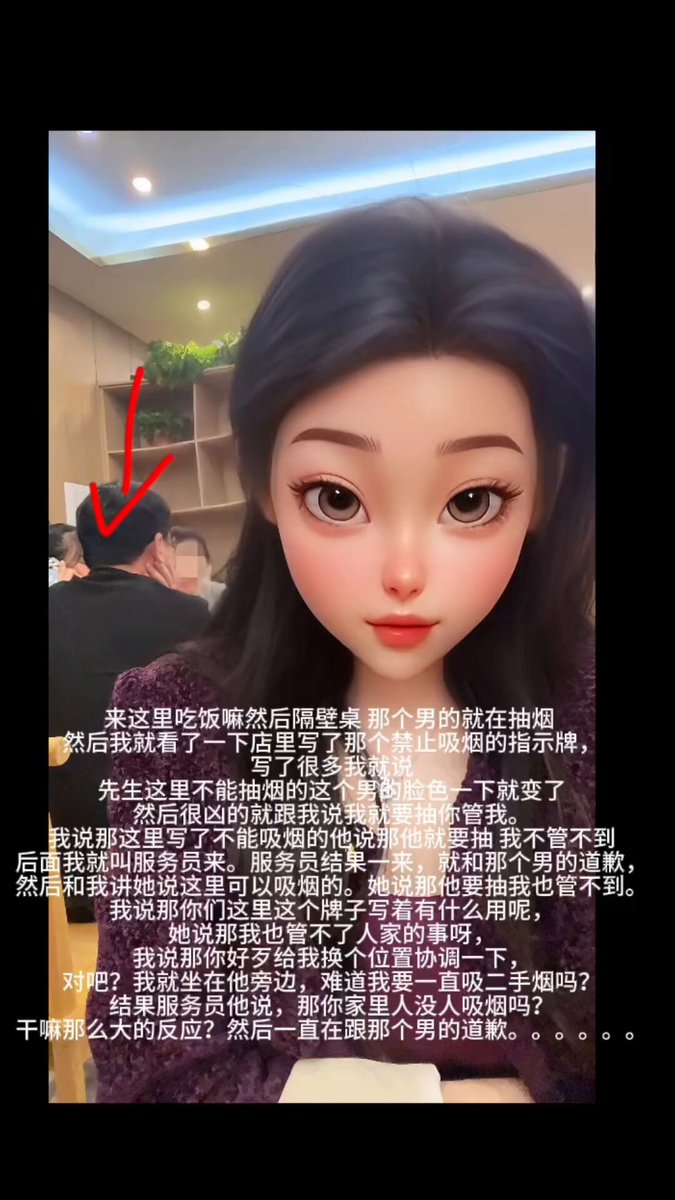 来这里吃饭嘛然后隔壁桌 那个男的就在抽烟
然后我就看了一下店里写了那个禁止吸烟的指示牌，
写了很多我就说
先生这里不能抽烟的这个男的脸色一下就变了
然后很凶的就跟我说我就要抽你管我。
我说那这里写了不能吸烟的他说那他就要抽 我不管不到
后面我就叫服务员来。服务员结果一来，就和那个男的道歉，
然后和我讲她说这里可以吸烟的。她说那他要抽我也管不到。
我说那你们这里这个牌子写着有什么用呢，
她说那我也管不了人家的事呀，
我说那你好歹给我换个位置协调一下，
对吧？我就坐在他旁边，难道我要一直吸二手烟吗？
结果服务员他说，那你家里人没人吸烟吗？
干嘛那么大的反应？然后一直在跟那个男的道歉。。。。。。